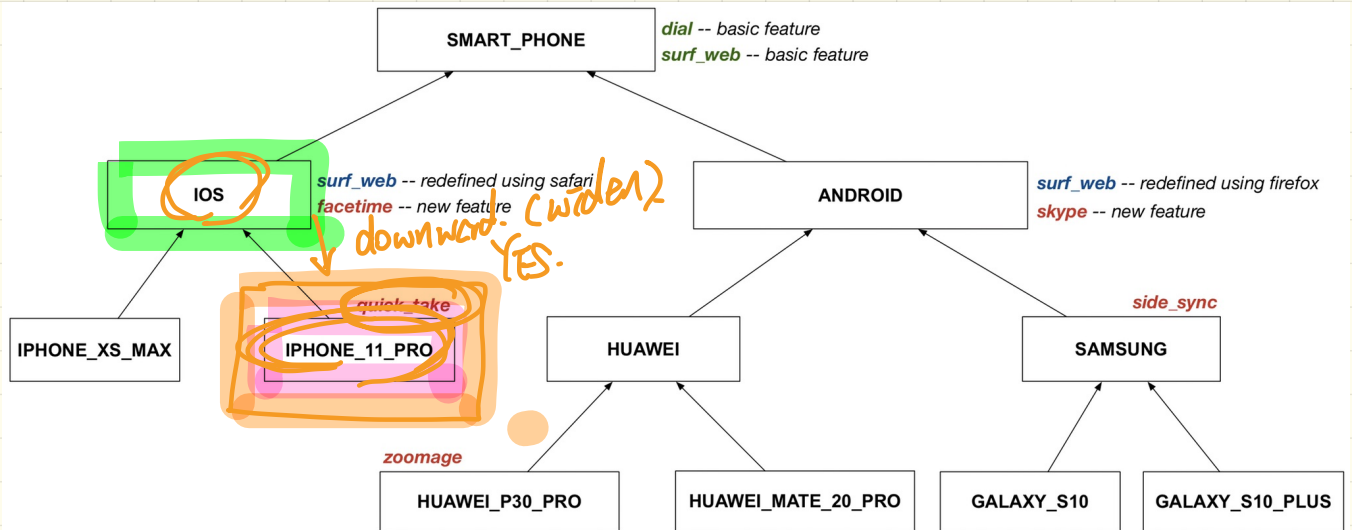 SMART_PHONE
dial -- basic feature
surf_web -- basic feature
IOS
surf_web -- redefined using safari
facetime -- new feature
downward. (widen)
YES.
ANDROID
surf_web -- redefined using firefox
skype -- new feature
IPHONE_XS_MAX
quick_take
IPHONE_11_PRO
HUAWEI
side_sync
SAMSUNG
zoomage
HUAWEI_P30_PRO
HUAWEI_MATE_20_PRO
GALAXY_S10
GALAXY_S10_PLUS